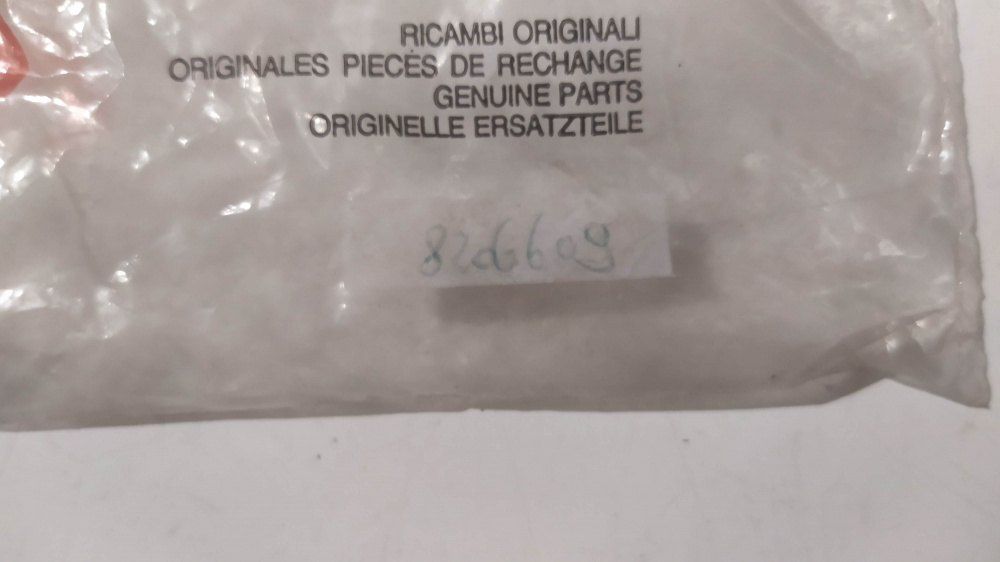 RICAMBI ORIGINALI
ORIGINALES PIECES DE RECHANGE
GENUINE PARTS
ORIGINELLE ERSATZTEILE
8266609